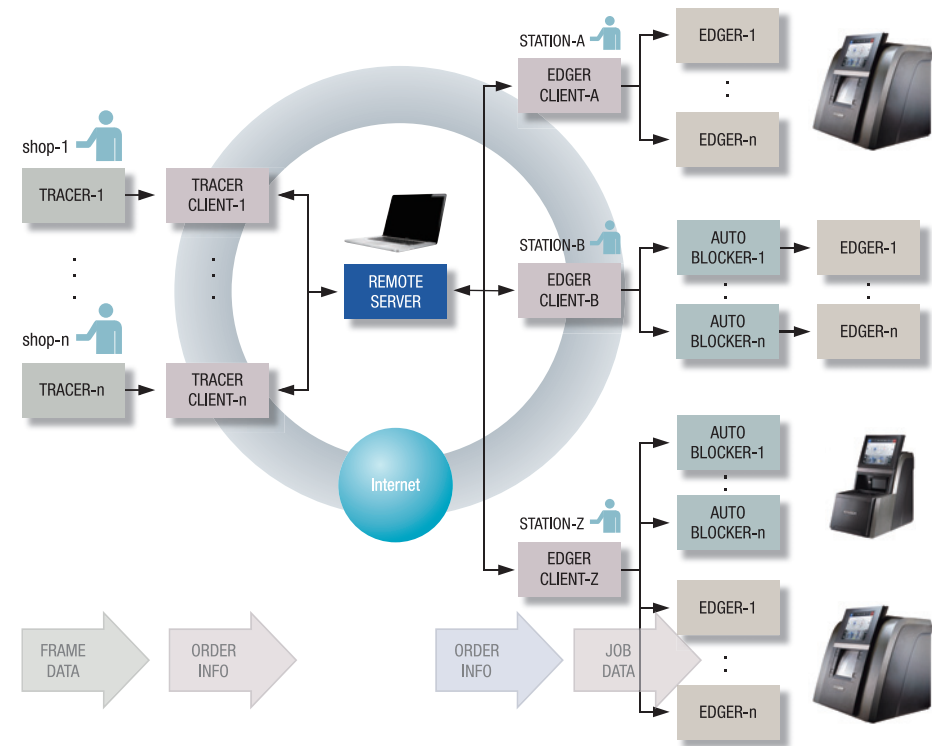 STATION-A
EDGER
CLIENT-A
EDGER-1
EDGER-n
shop-1
TRACER-1
TRACER
CLIENT-1
shop-n
TRACER-n
TRACER
CLIENT-n
REMOTE
SERVER
Internet
STATION-B
EDGER
CLIENT-B
AUTO
BLOCKER-1
EDGER-1
AUTO
BLOCKER-n
EDGER-n
STATION-Z
EDGER
CLIENT-Z
AUTO
BLOCKER-1
AUTO
BLOCKER-n
EDGER-1
EDGER-n
FRAME
DATA
ORDER
INFO
ORDER
INFO
JOB
DATA